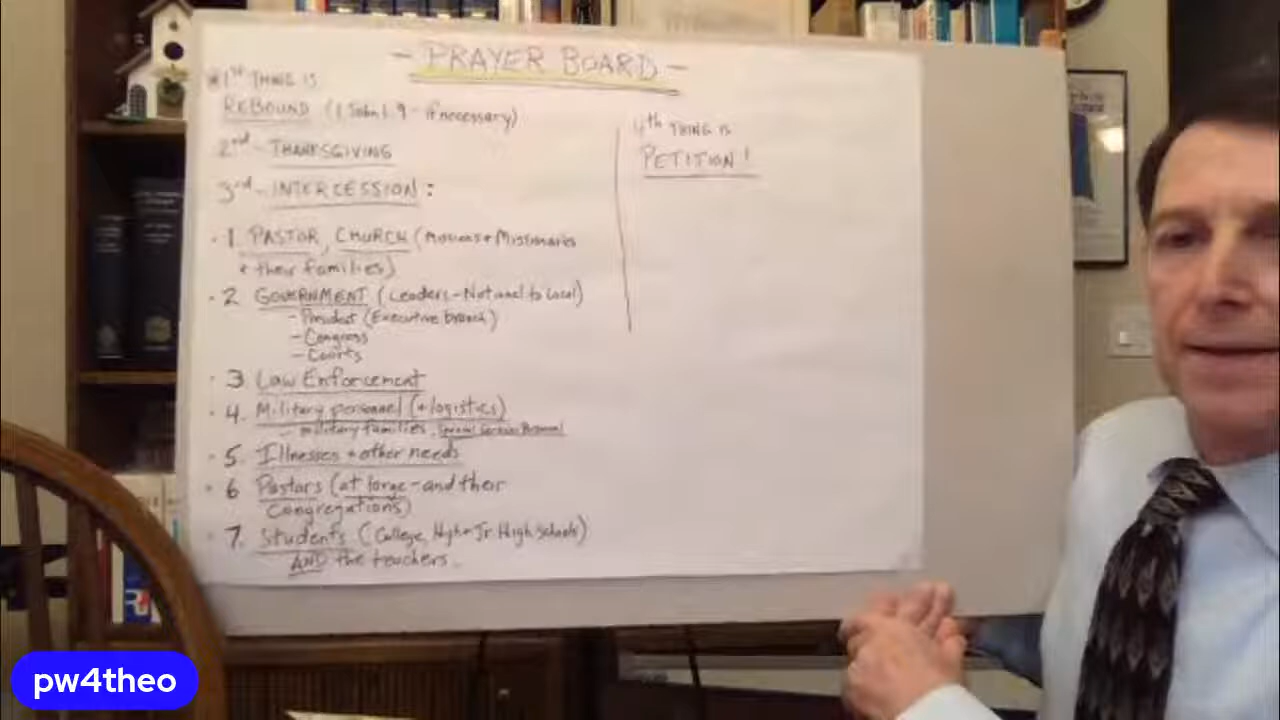 - PRAYER BOARD -
#1st THING IS
REBOUND (1 John 1:9 - if necessary)
2nd - THANKSGIVING
3rd - INTERCESSION:
• 1 PASTOR, CHURCH (Missionaries
+ their families)
• 2 GOVERNMENT (Leaders - National to Local)
- President (Executive branch)
- Congress
- Courts
• 3 Law Enforcement
• 4. Military personnel (+ logistics)
- military families, Special Services Personnel
• 5. Illnesses + other needs
• 6 Pastors (at large - and their
congregations)
• 7. Students (College, High + Jr. High Schools)
AND the teachers.
4th THING IS
PETITION!
pw4theo